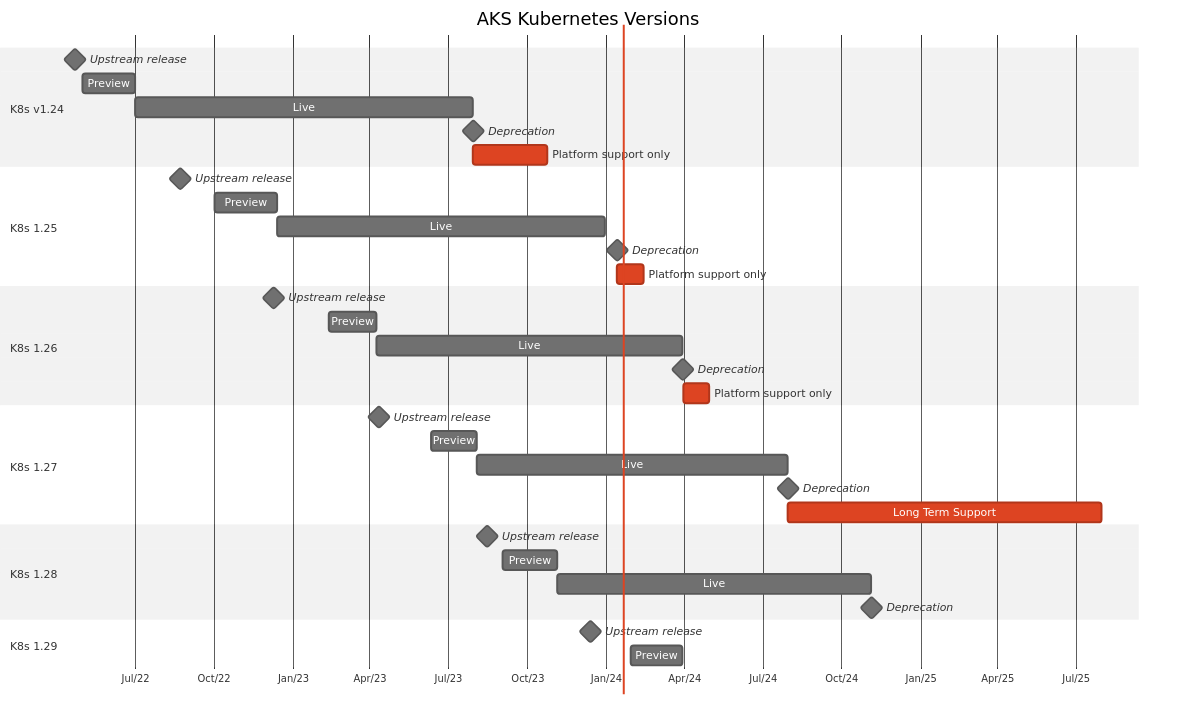 AKS Kubernetes Versions
Upstream release
Preview
K8s v1.24
Live
Deprecation
Platform support only
Upstream release
Preview
K8s 1.25
Live
Deprecation
Platform support only
Upstream release
Preview
K8s 1.26
Live
Deprecation
Platform support only
Upstream release
Preview
K8s 1.27
Live
Deprecation
Long Term Support
Upstream release
Preview
K8s 1.28
Live
Deprecation
Upstream release
K8s 1.29
Preview
Jul/22 Oct/22 Jan/23 Apr/23 Jul/23 Oct/23 Jan/24 Apr/24 Jul/24 Oct/24 Jan/25 Apr/25 Jul/25